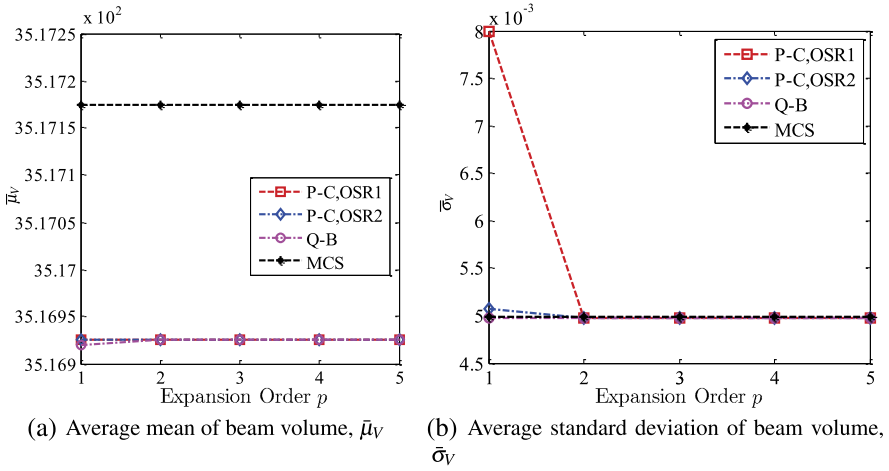 x 10²
35.1725
35.172
35.1715
35.171
35.1705
35.17
35.1695
35.169
μ̄_V
P-C,OSR1
P-C,OSR2
Q-B
MCS
1 2 3 4 5
Expansion Order p
(a) Average mean of beam volume, μ̄_V
x 10⁻³
8
7.5
7
6.5
6
5.5
5
4.5
σ̄_V
P-C,OSR1
P-C,OSR2
Q-B
MCS
1 2 3 4 5
Expansion Order p
(b) Average standard deviation of beam volume,
σ̄_V